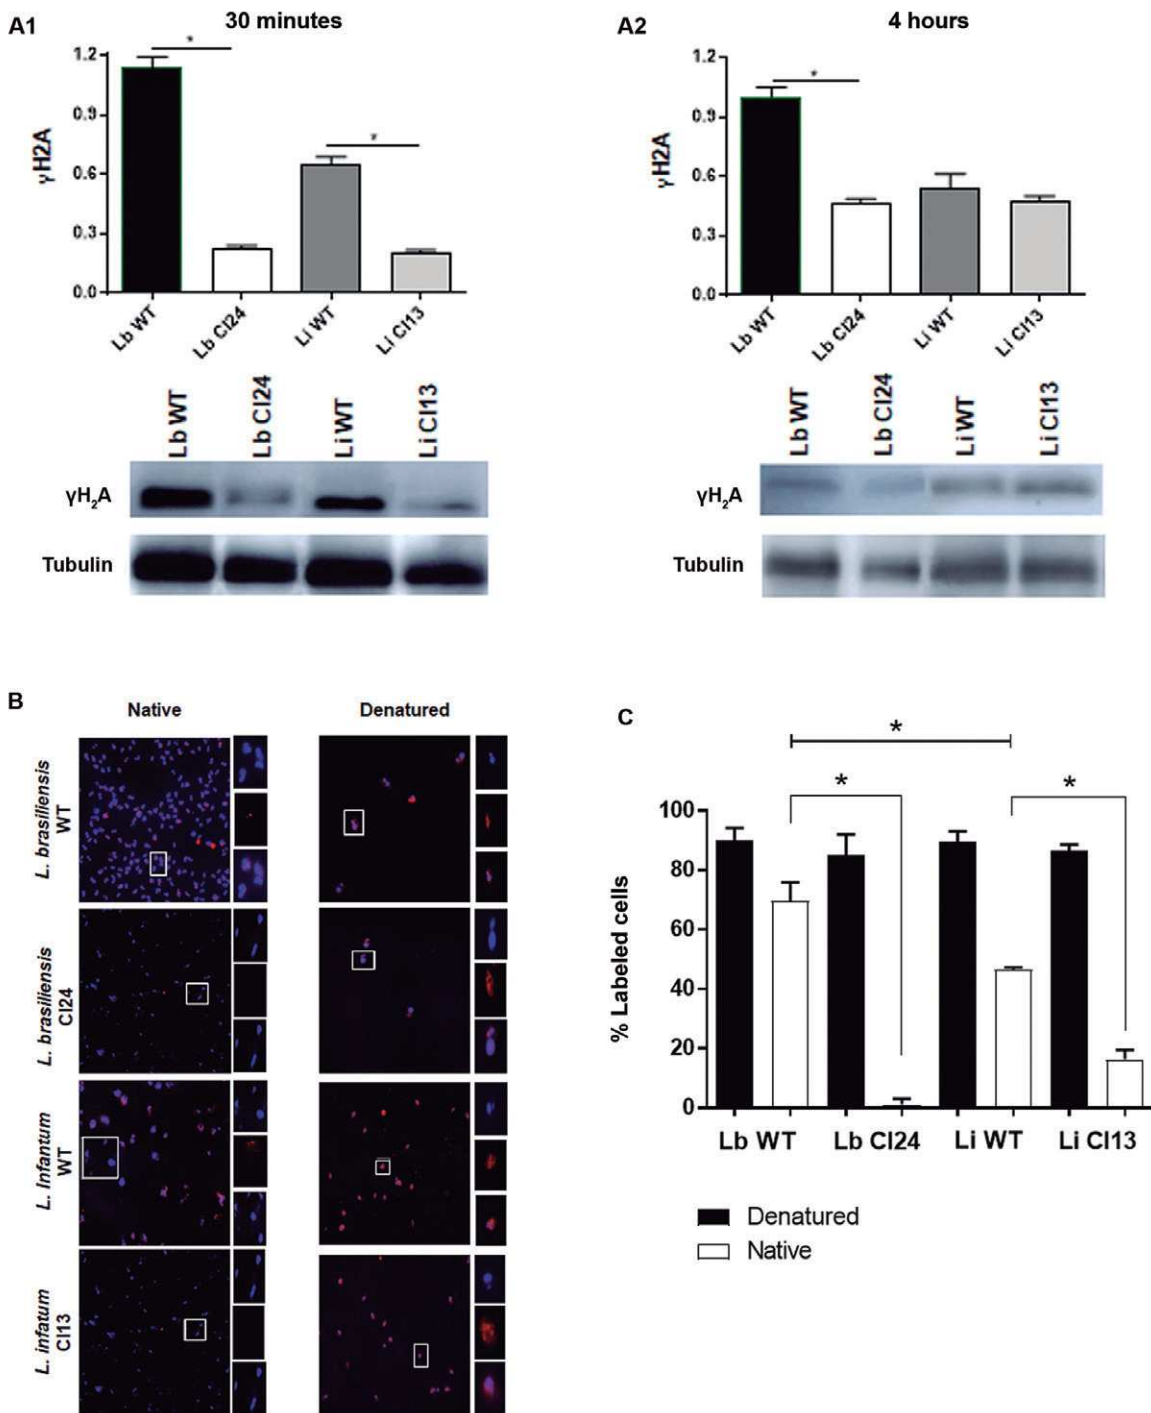 A1
30 minutes
*
*
1.2
0.9
0.6
0.3
0.0
γH2A
Lb WT
Lb Cl24
Li WT
Li Cl13
Lb WT
Lb Cl24
Li WT
Li Cl13
γH₂A
Tubulin
A2
4 hours
*
1.2
0.9
0.6
0.3
0.0
γH2A
Lb WT
Lb Cl24
Li WT
Li Cl13
Lb WT
Lb Cl24
Li WT
Li Cl13
γH₂A
Tubulin
B
Native
Denatured
L. brasiliensis
WT
L. brasiliensis
Cl24
L. Infantum
WT
L. infatum
Cl13
C
*
*
*
100
80
60
40
20
0
% Labeled cells
Lb WT
Lb Cl24
Li WT
Li Cl13
Denatured
Native